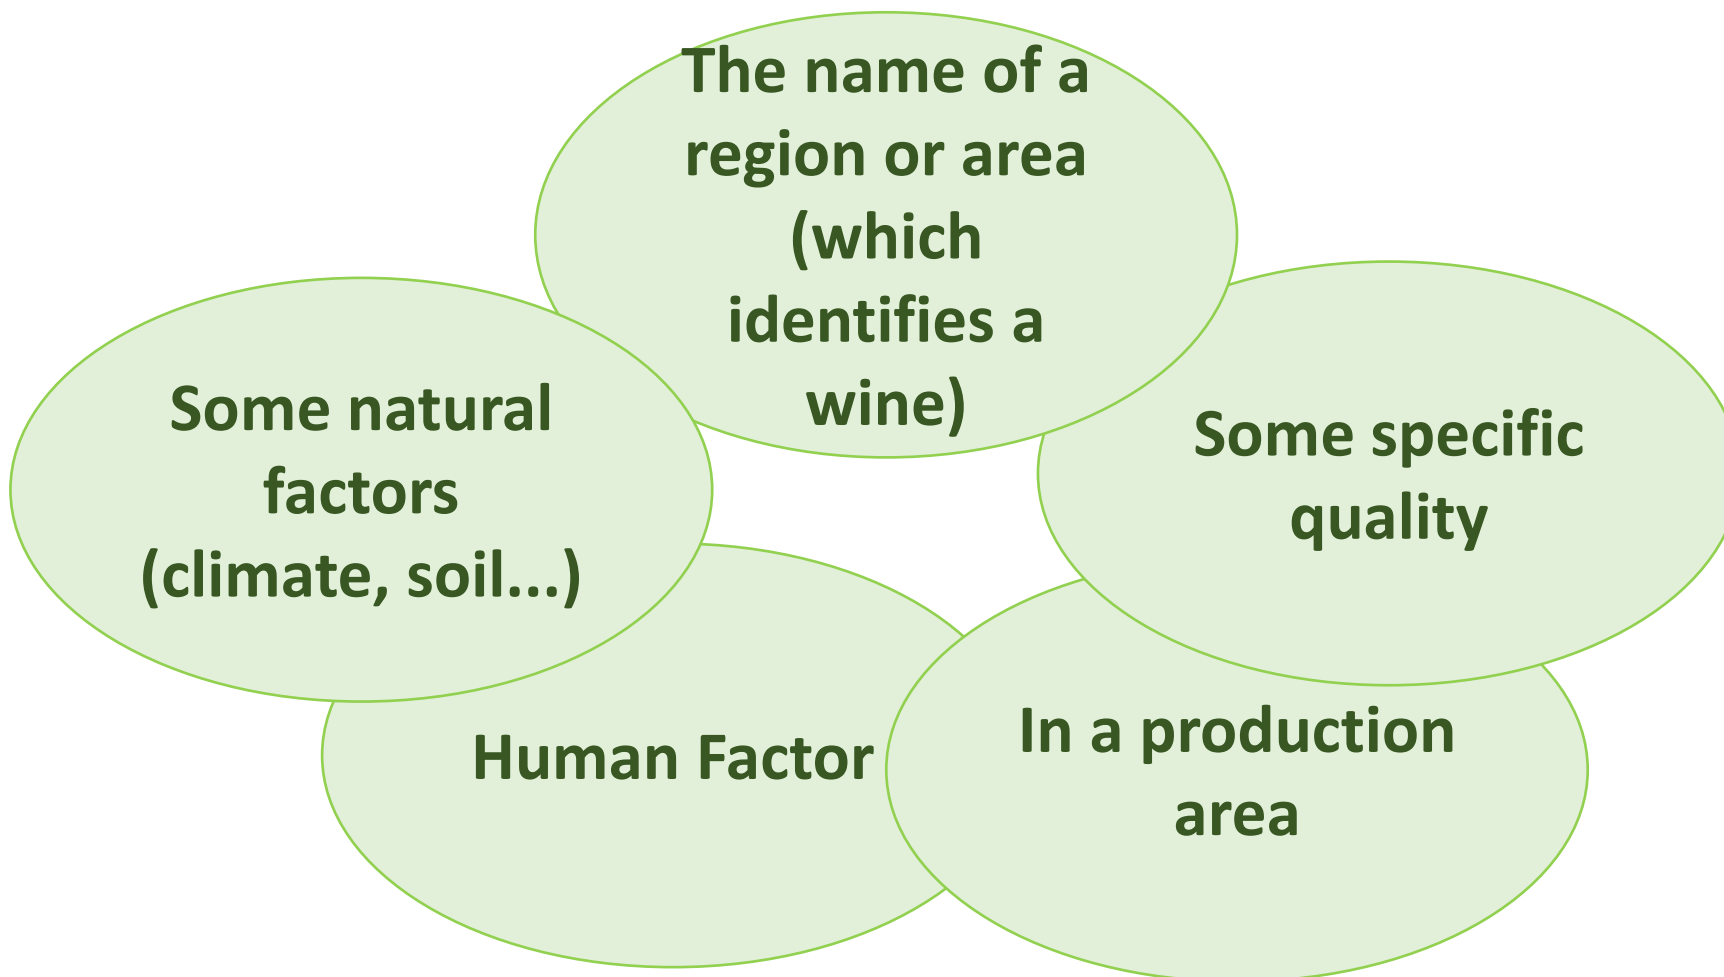 The name of a
region or area
(which
identifies a
wine)
Some natural
factors
(climate, soil...)
Some specific
quality
Human Factor
In a production
area